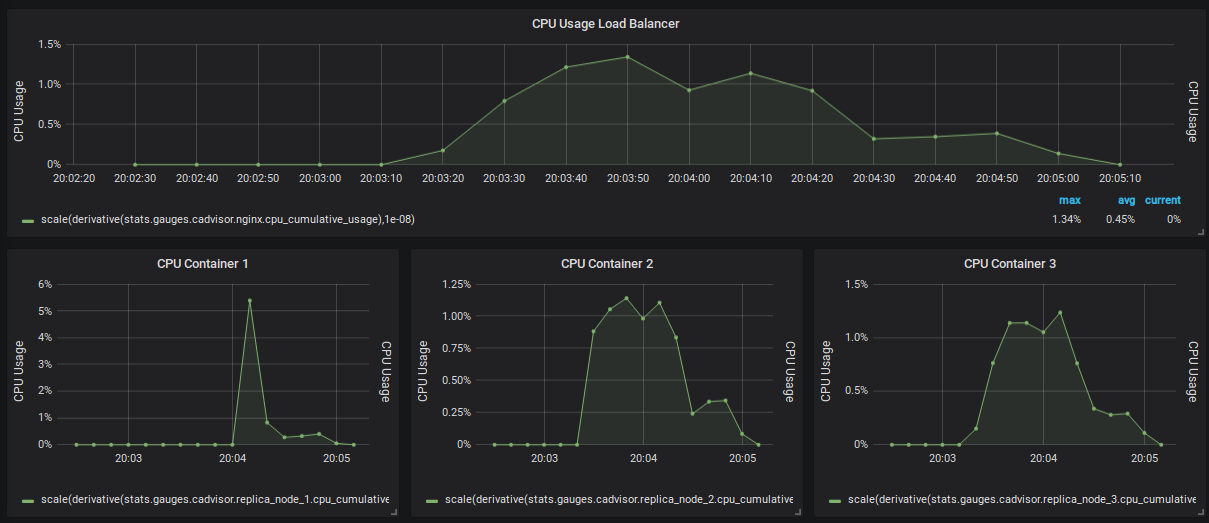 CPU Usage Load Balancer
1.5%
1.0%
0.5%
0%
CPU Usage
CPU Usage
20:02:20 20:02:30 20:02:40 20:02:50 20:03:00 20:03:10 20:03:20 20:03:30 20:03:40 20:03:50 20:04:00 20:04:10 20:04:20 20:04:30 20:04:40 20:04:50 20:05:00 20:05:10
max avg current
scale(derivative(stats.gauges.cadvisor.nginx.cpu_cumulative_usage),1e-08) 1.34% 0.45% 0%
CPU Container 1
6%
5%
4%
3%
2%
1%
0%
CPU Usage
CPU Usage
20:03 20:04 20:05
scale(derivative(stats.gauges.cadvisor.replica_node_1.cpu_cumulative
CPU Container 2
1.25%
1.00%
0.75%
0.50%
0.25%
0%
CPU Usage
CPU Usage
20:03 20:04 20:05
scale(derivative(stats.gauges.cadvisor.replica_node_2.cpu_cumulative
CPU Container 3
1.5%
1.0%
0.5%
0%
CPU Usage
CPU Usage
20:03 20:04 20:05
scale(derivative(stats.gauges.cadvisor.replica_node_3.cpu_cumulative